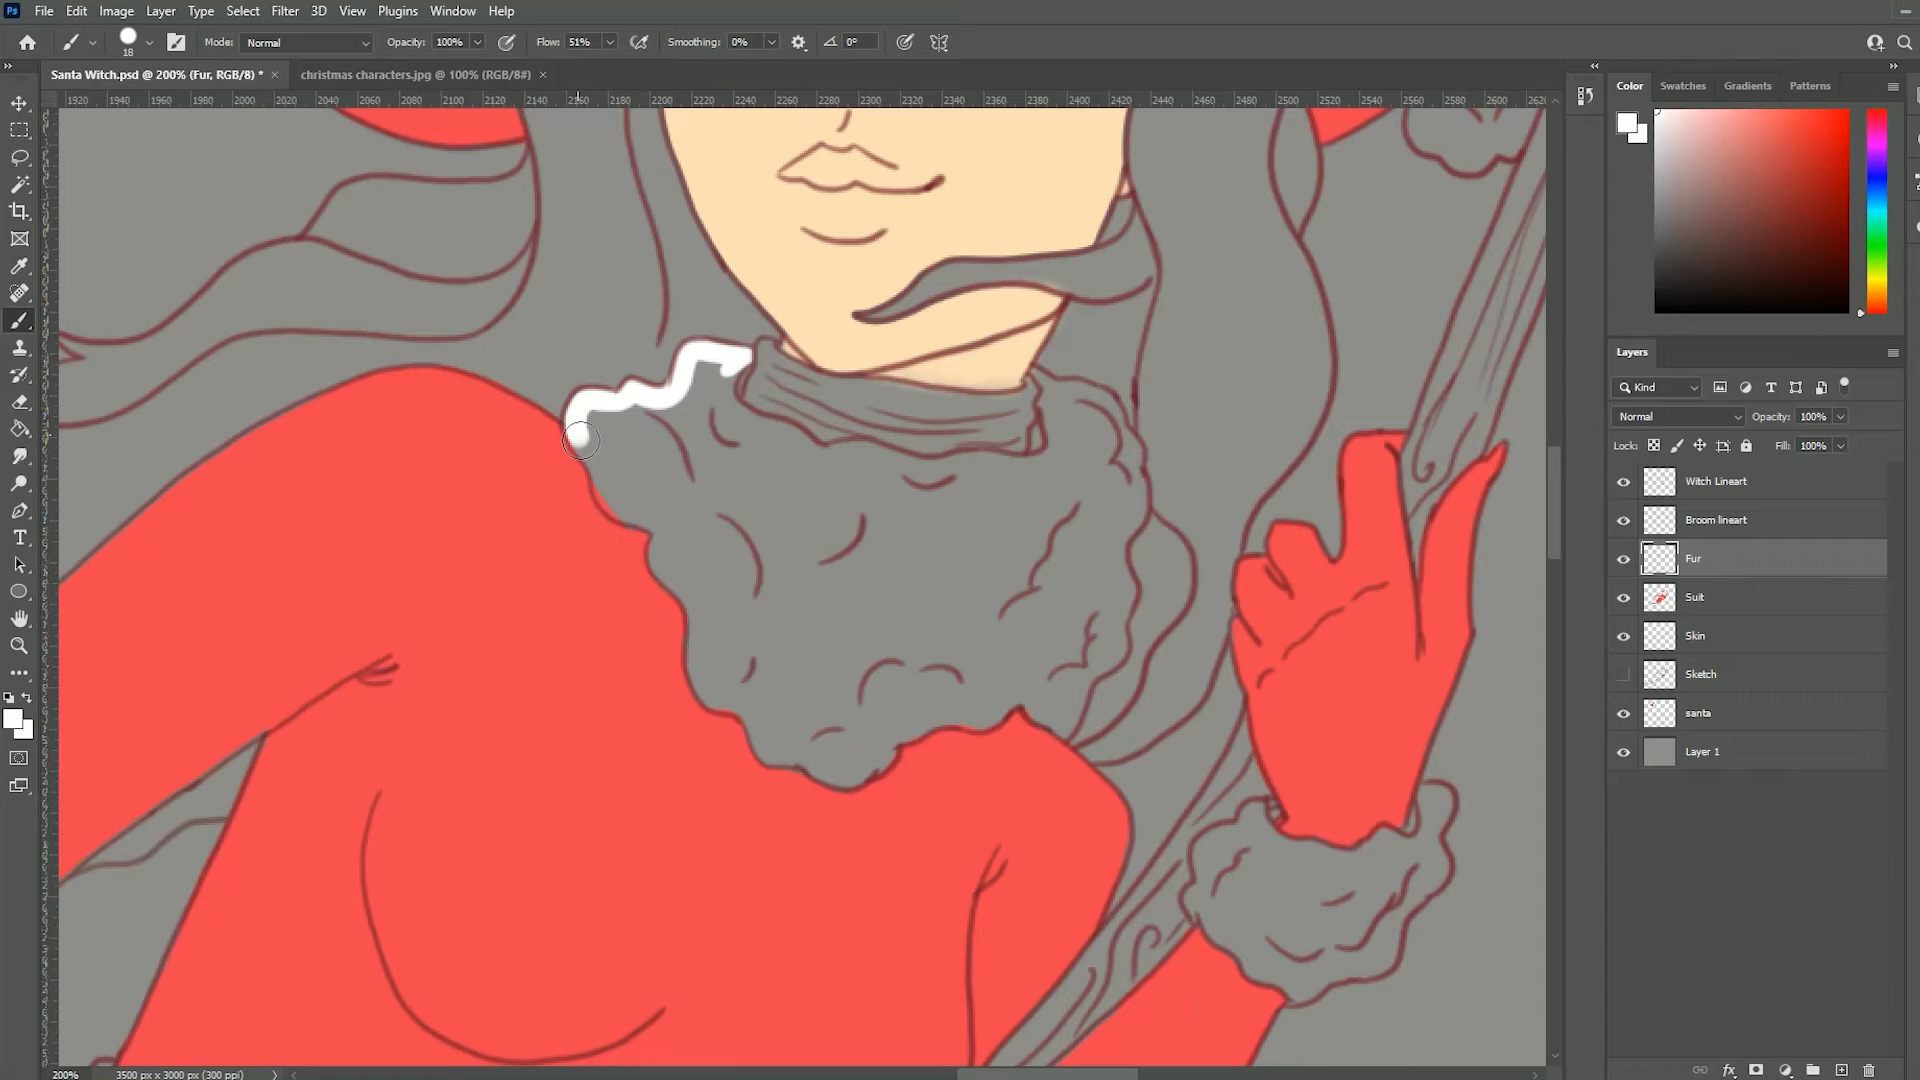 Ps File Edit Image Layer Type Select Filter 3D View Plugins Window Help
18 Mode: Normal Opacity: 100% Flow: 51% Smoothing: 0% 0°
Santa Witch.psd @ 200% (Fur, RGB/8) * × christmas characters.jpg @ 100% (RGB/8#) ×
1920 1940 1960 1980 2000 2020 2040 2060 2080 2100 2120 2140 2160 2180 2200 2220 2240 2260 2280 2300 2320 2340 2360 2380 2400 2420 2440 2460 2480 2500 2520 2540 2560 2580 2600 2620
Color Swatches Gradients Patterns
Layers
Kind
Normal Opacity: 100%
Lock: Fill: 100%
Witch Lineart
Broom lineart
Fur
Suit
Skin
Sketch
santa
Layer 1
200% 3500 px x 3000 px (300 ppi)